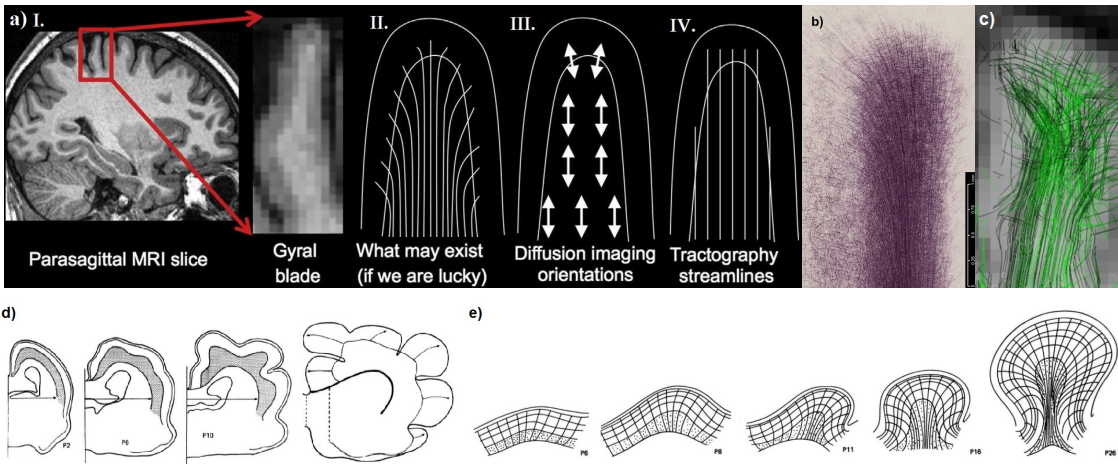 a) I.
II.
III.
IV.
b)
c)
Parasagittal MRI slice
Gyral
blade
What may exist
(if we are lucky)
Diffusion imaging
orientations
Tractography
streamlines
d)
P2
P6
P10
e)
P6
P8
P11
P16